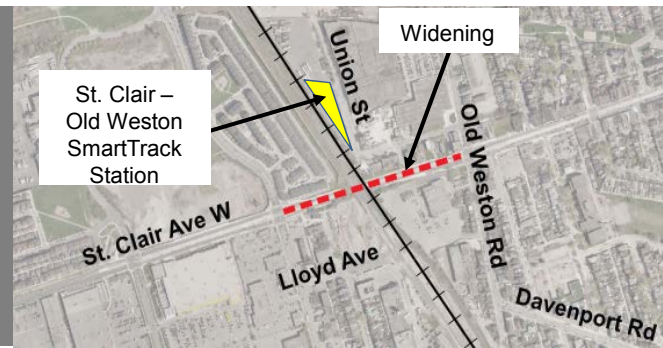 Widening
Union St
St. Clair –
Old Weston
SmartTrack
Station
Old Weston Rd
St. Clair Ave W
Lloyd Ave
Davenport Rd